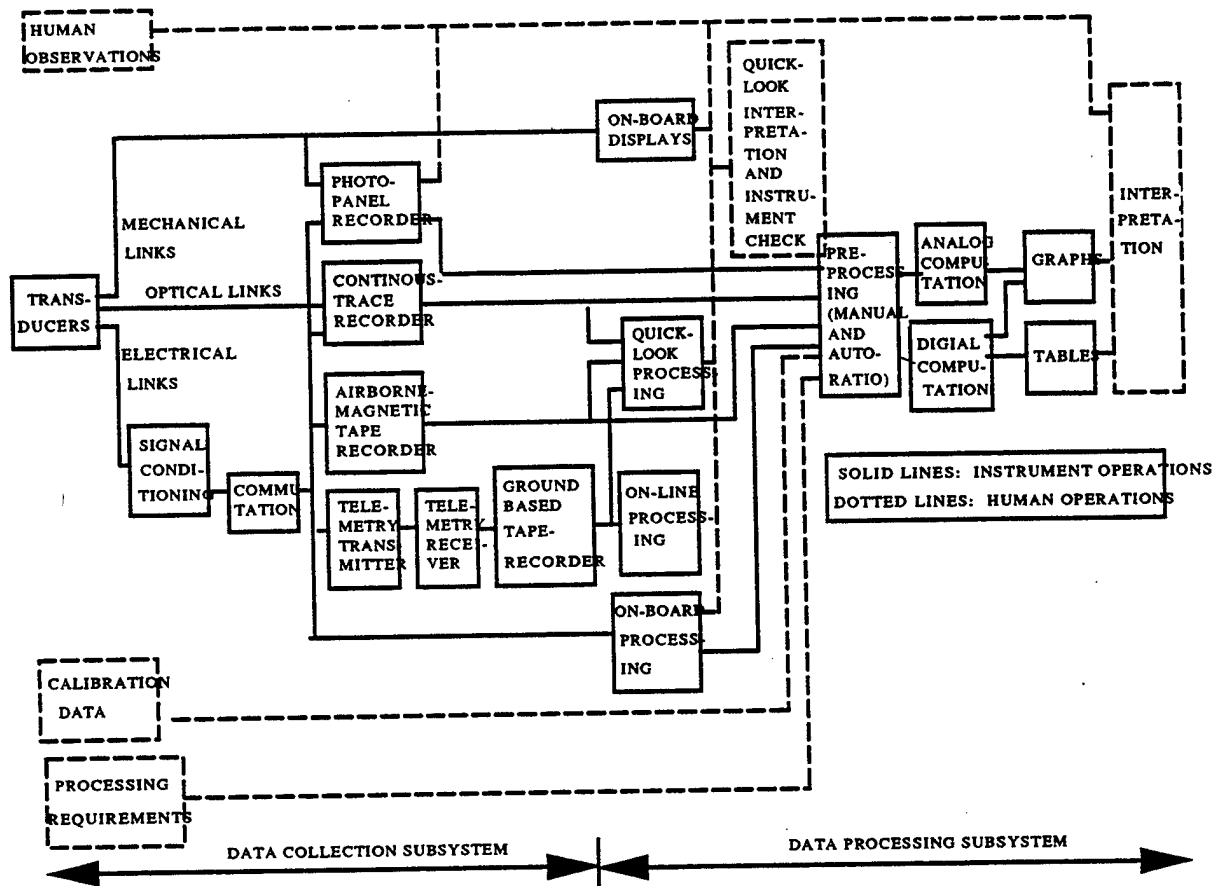 HUMAN
OBSERVATIONS
QUICK-
LOOK
INTER-
PRETA-
TION
AND
INSTRU-
MENT
CHECK
ON-BOARD
DISPLAYS
PHOTO-
PANEL
RECORDER
MECHANICAL
LINKS
INTER-
PRETA-
TION
TRANS-
DUCERS
OPTICAL LINKS
CONTINOUS-
TRACE
RECORDER
PRE-
PROCESS-
ING
(MANUAL
AND
AUTO-
RATIO)
ANALOG
COMPU-
TATION
GRAPHS
ELECTRICAL
LINKS
QUICK-
LOOK
PROCESS-
ING
DIGIAL
COMPU-
TATION
TABLES
AIRBORNE-
MAGNETIC
TAPE
RECORDER
SIGNAL
CONDI-
TIONING
COMMU
TATION
TELE-
METRY
TRANS-
MITTER
TELE-
METRY
RECEI-
VER
GROUND
BASED
TAPE-
RECORDER
ON-LINE
PROCESS-
ING
SOLID LINES: INSTRUMENT OPERATIONS
DOTTED LINES: HUMAN OPERATIONS
ON-BOARD
PROCESS-
ING
CALIBRATION
DATA
PROCESSING
REQUIREMENTS
DATA COLLECTION SUBSYSTEM
DATA PROCESSING SUBSYSTEM